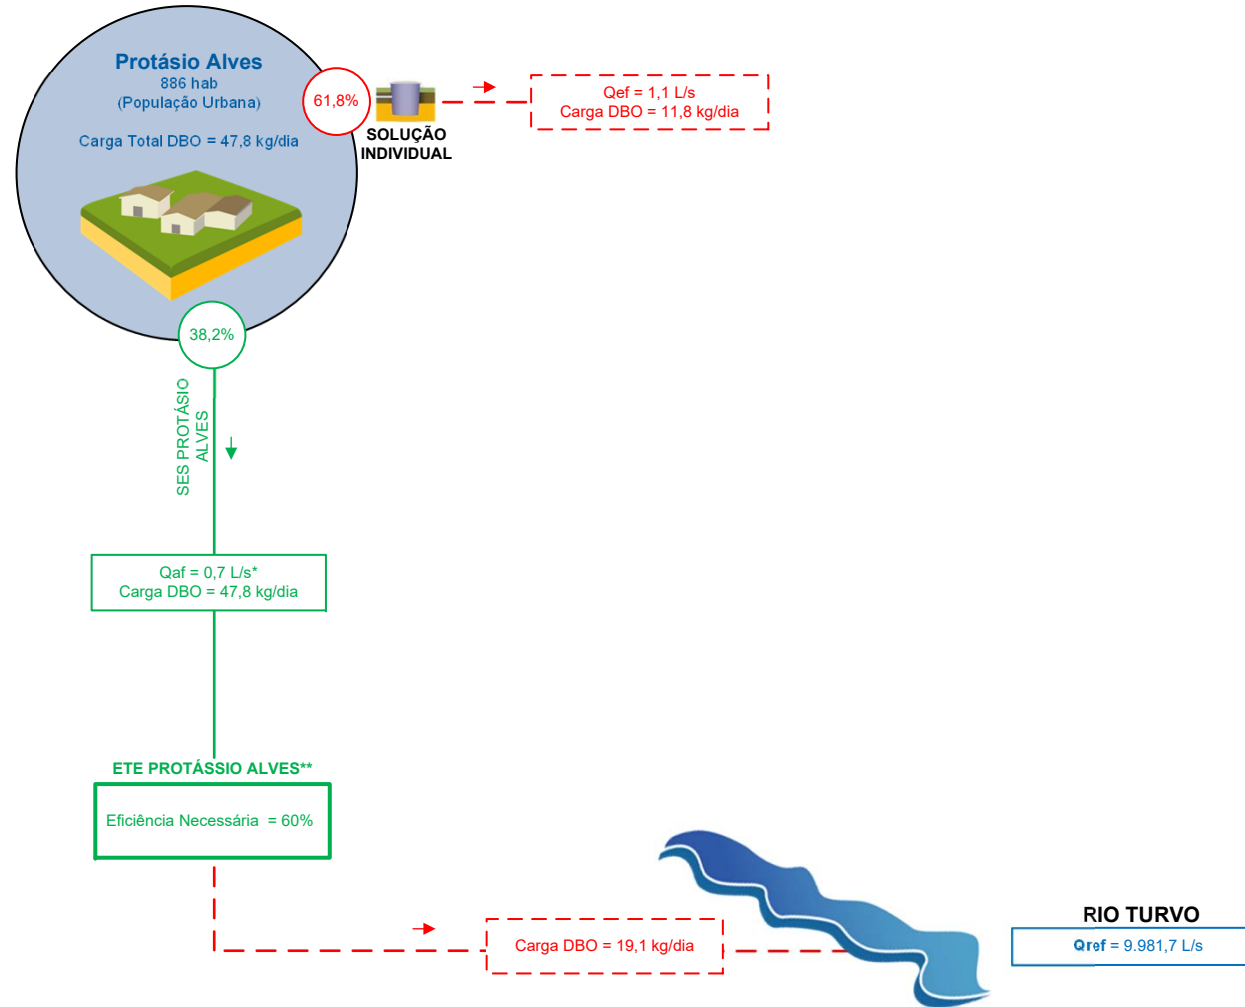 Protásio Alves
886 hab
(População Urbana)
Carga Total DBO = 47,8 kg/dia
61,8%
SOLUÇÃO
INDIVIDUAL
Qef = 1,1 L/s
Carga DBO = 11,8 kg/dia
38,2%
SES PROTÁSIO
ALVES
Qaf = 0,7 L/s*
Carga DBO = 47,8 kg/dia
ETE PROTÁSSIO ALVES**
Eficiência Necessária = 60%
Carga DBO = 19,1 kg/dia
RIO TURVO
Qref = 9.981,7 L/s